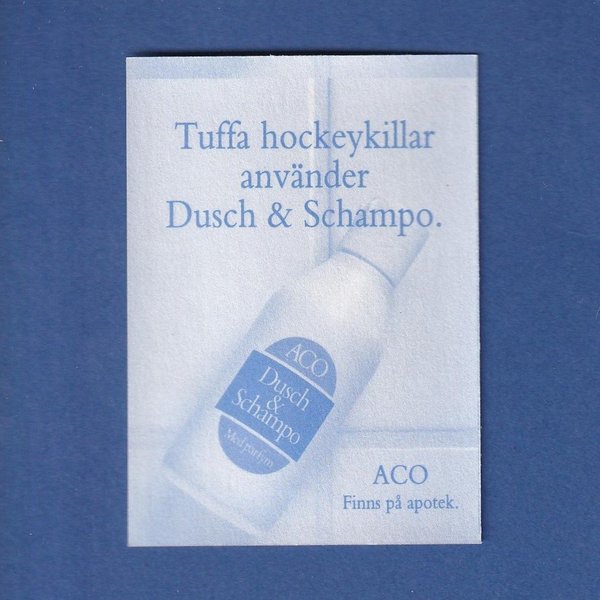 Tuffa hockeykillar
använder
Dusch & Schampo.
ACO
Dusch
&
Schampo
Med parfym
ACO
Finns på apotek.